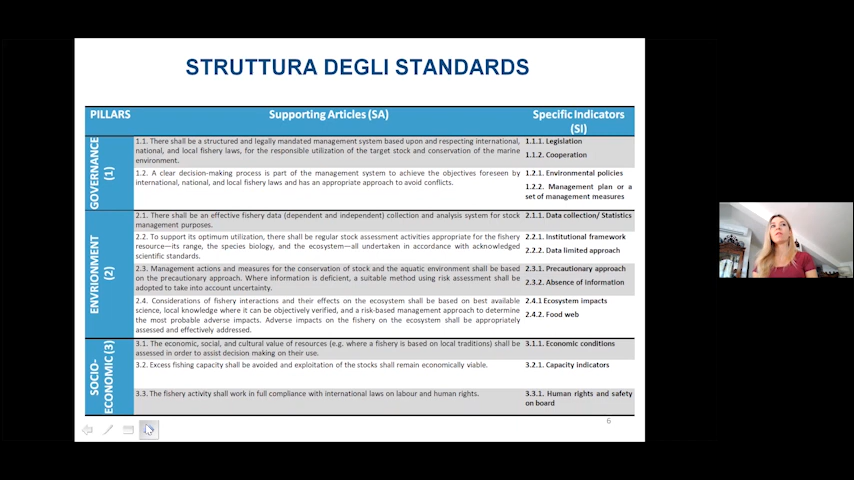 STRUTTURA DEGLI STANDARDS
PILLARS
Supporting Articles (SA)
Specific Indicators
(SI)
GOVERNANCE
(1)
1.1. There shall be a structured and legally mandated management system based upon and respecting international,
national, and local fishery laws, for the responsible utilization of the target stock and conservation of the marine
environment.
1.1.1. Legislation
1.1.2. Cooperation
1.2. A clear decision-making process is part of the management system to achieve the objectives foreseen by
international, national, and local fishery laws and has an appropriate approach to avoid conflicts.
1.2.1. Environmental policies
1.2.2. Management plan or a
set of management measures
ENVRIONMENT
(2)
2.1. There shall be an effective fishery data (dependent and independent) collection and analysis system for stock
management purposes.
2.1.1. Data collection/ Statistics
2.2. To support its optimum utilization, there shall be regular stock assessment activities appropriate for the fishery
resource—its range, the species biology, and the ecosystem—all undertaken in accordance with acknowledged
scientific standards.
2.2.1. Institutional framework
2.2.2. Data limited approach
2.3. Management actions and measures for the conservation of stock and the aquatic environment shall be based
on the precautionary approach. Where information is deficient, a suitable method using risk assessment shall be
adopted to take into account uncertainty.
2.3.1. Precautionary approach
2.3.2. Absence of information
2.4. Considerations of fishery interactions and their effects on the ecosystem shall be based on best available
science, local knowledge where it can be objectively verified, and a risk-based management approach to determine
the most probable adverse impacts. Adverse impacts on the fishery on the ecosystem shall be appropriately
assessed and effectively addressed.
2.4.1 Ecosystem impacts
2.4.2. Food web
SOCIO-
ECONOMIC (3)
3.1. The economic, social, and cultural value of resources (e.g. where a fishery is based on local traditions) shall be
assessed in order to assist decision making on their use.
3.1.1. Economic conditions
3.2. Excess fishing capacity shall be avoided and exploitation of the stocks shall remain economically viable.
3.2.1. Capacity indicators
3.3. The fishery activity shall work in full compliance with international laws on labour and human rights.
3.3.1. Human rights and safety
on board
6